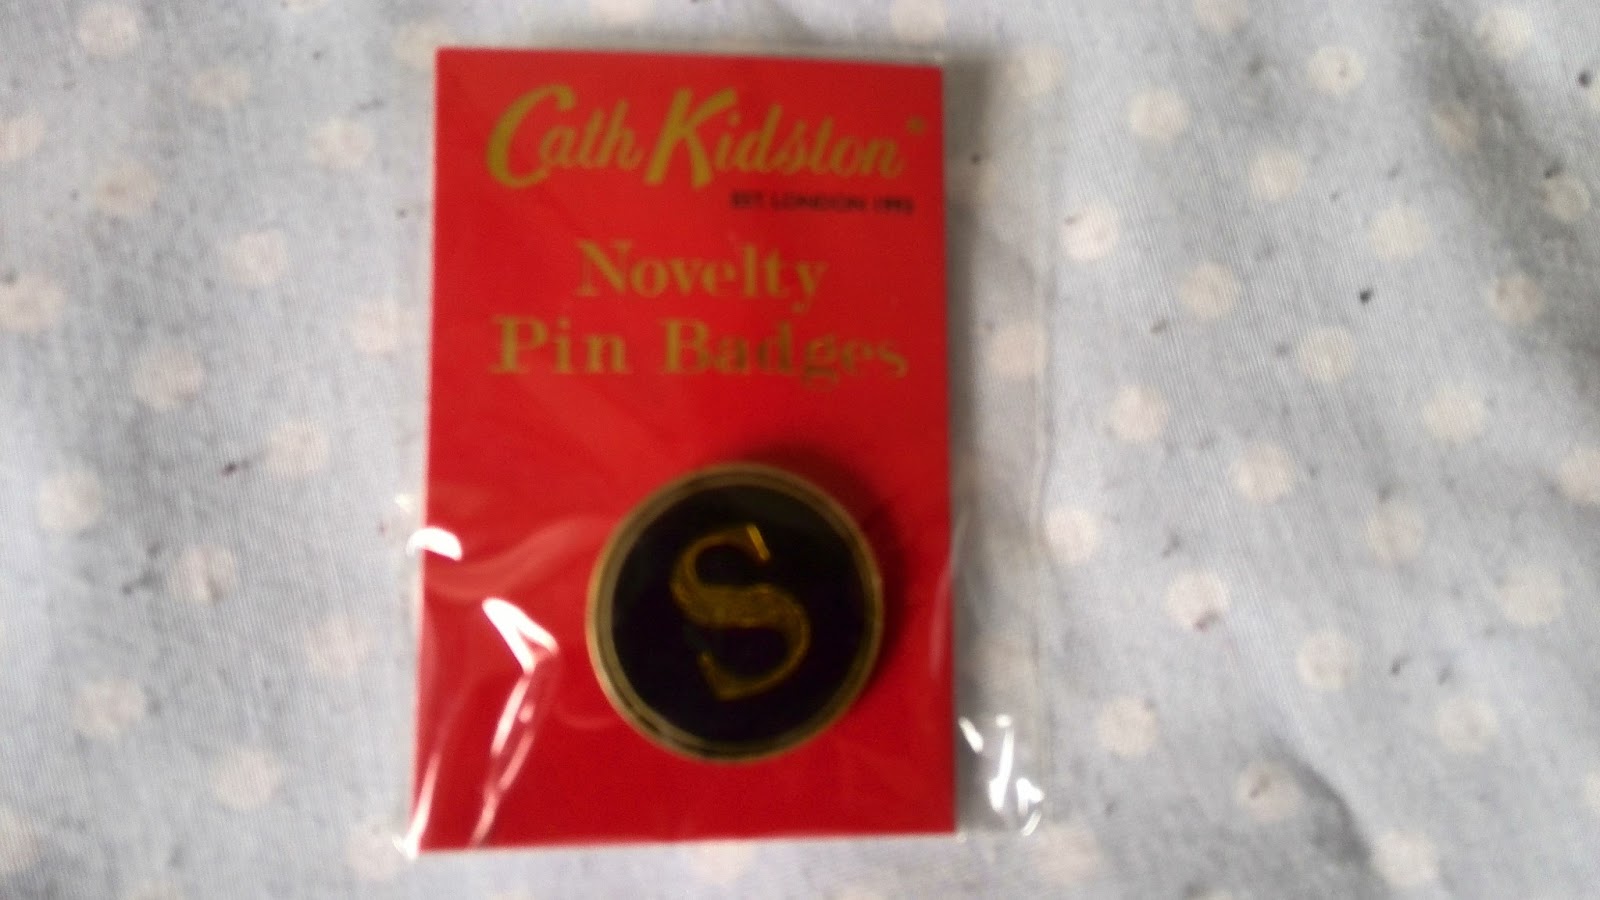 Cath Kidston®
EST. LONDON 1993
Novelty
Pin Badges
S